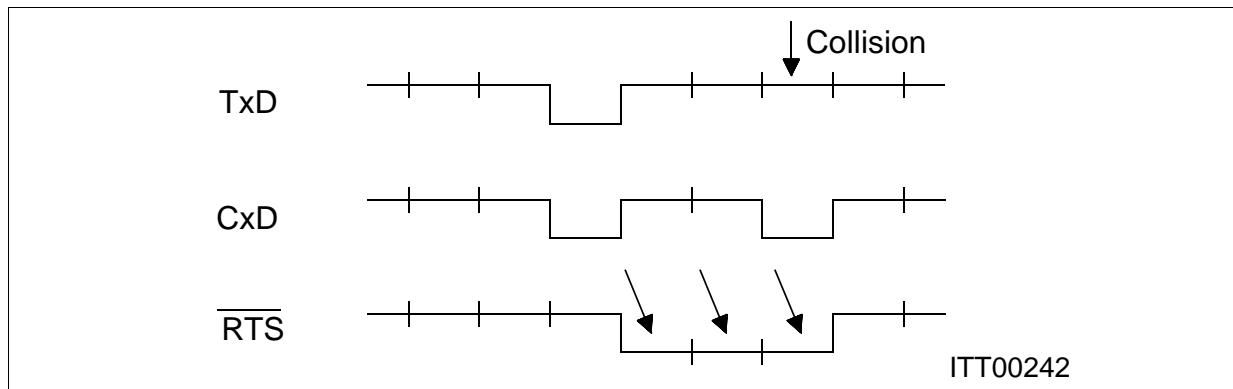 Collision
TxD
CxD
RTS
ITT00242